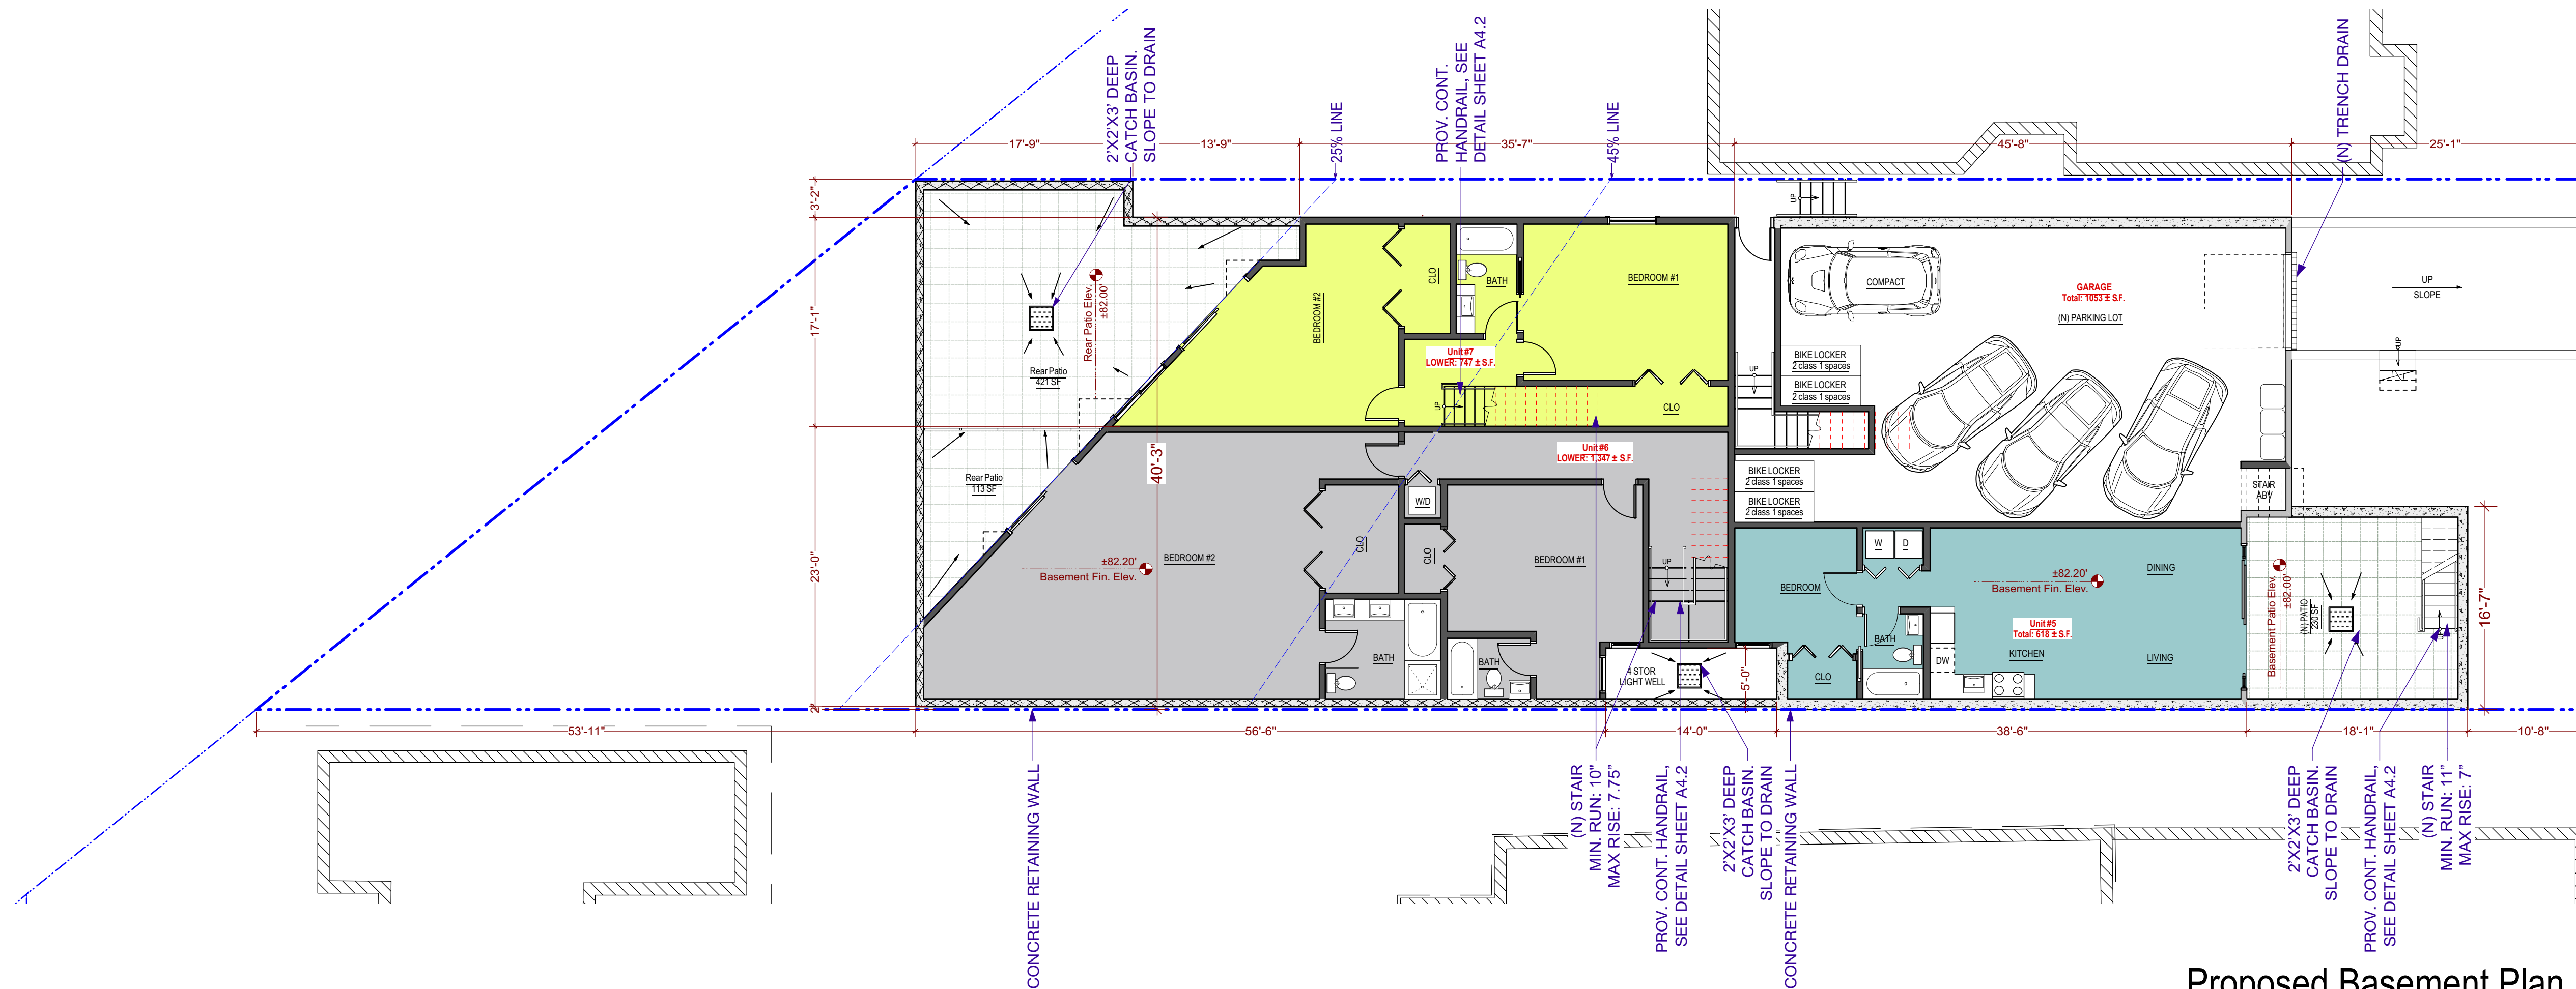 2'X2'X3' DEEP
CATCH BASIN.
SLOPE TO DRAIN
25% LINE
PROV. CONT.
HANDRAIL, SEE
DETAIL SHEET A4.2
45% LINE
(N) TRENCH DRAIN
17'-9"
13'-9"
35'-7"
45'-8"
25'-1"
3'-2"
17'-1"
23'-0"
40'-3"
Rear Patio Elev.
±82.00'
Rear Patio
421 SF
Rear Patio
113 SF
BEDROOM #2
CLO
BATH
BEDROOM #1
Unit #7
LOWER: 747 ± S.F.
UP
CLO
UP
UP
COMPACT
GARAGE
Total: 1053 ± S.F.
(N) PARKING LOT
BIKE LOCKER
2 class 1 spaces
BIKE LOCKER
2 class 1 spaces
UP
SLOPE
UP
Unit #6
LOWER: 1,347 ± S.F.
W/D
CLO
CLO
BEDROOM #1
BEDROOM #2
±82.20'
Basement Fin. Elev.
UP
BATH
BATH
4 STOR
LIGHT WELL
5'-0"
BIKE LOCKER
2 class 1 spaces
BIKE LOCKER
2 class 1 spaces
STAIR
ABV
W
D
BEDROOM
±82.20'
Basement Fin. Elev.
DINING
Unit #5
Total: 618 ± S.F.
BATH
DW
KITCHEN
LIVING
CLO
Basement Patio Elev.
±82.00'
(N) PATIO
230 SF
UP
16'-7"
53'-11"
56'-6"
14'-0"
38'-6"
18'-1"
10'-8"
CONCRETE RETAINING WALL
(N) STAIR
MIN. RUN: 10"
MAX RISE: 7.75"
PROV. CONT. HANDRAIL,
SEE DETAIL SHEET A4.2
2'X2'X3' DEEP
CATCH BASIN.
SLOPE TO DRAIN
CONCRETE RETAINING WALL
2'X2'X3' DEEP
CATCH BASIN.
SLOPE TO DRAIN
PROV. CONT. HANDRAIL,
SEE DETAIL SHEET A4.2
(N) STAIR
MIN. RUN: 11"
MAX RISE: 7"
Proposed Basement Plan